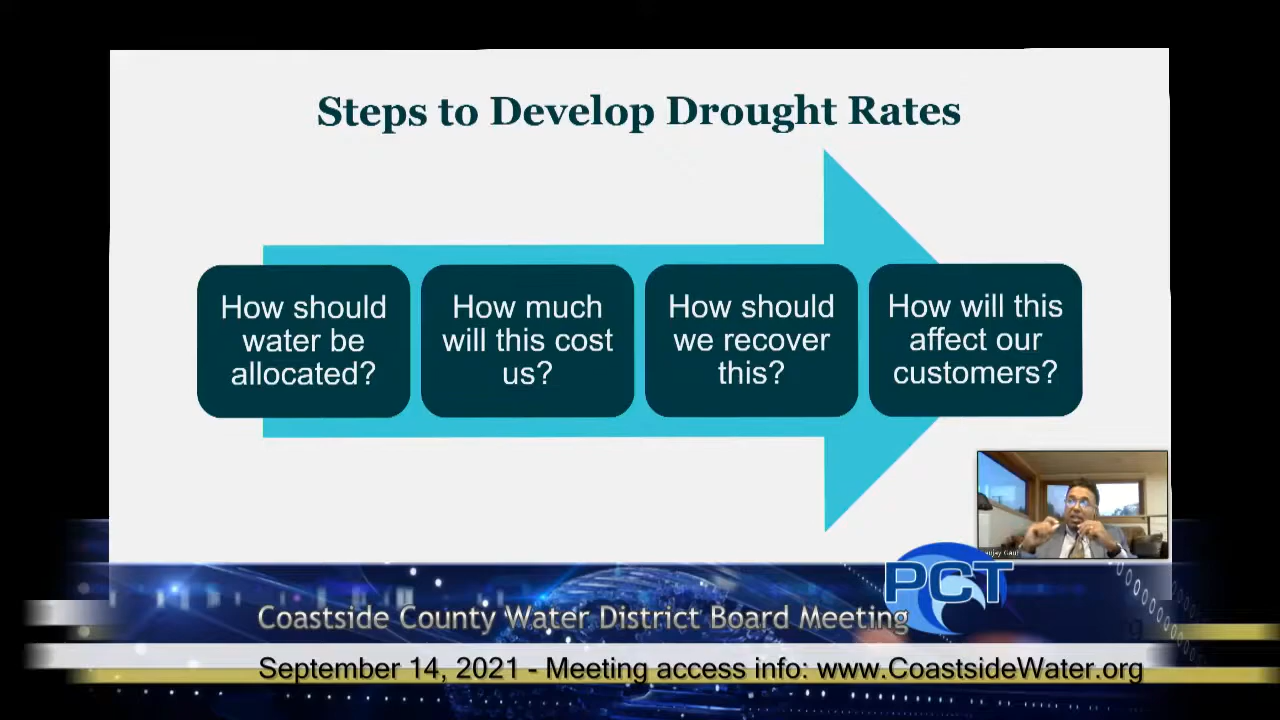 Steps to Develop Drought Rates
How should
water be
allocated?
How much
will this cost
us?
How should
we recover
this?
How will this
affect our
customers?
PCT
Coastside County Water District Board Meeting
September 14, 2021 - Meeting access info: www.CoastsideWater.org